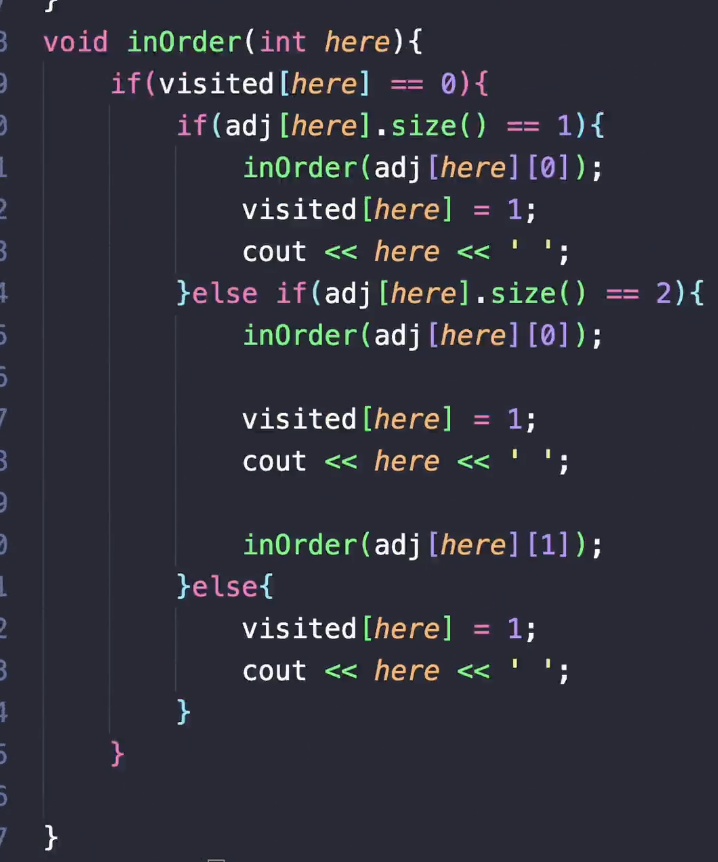 }
8 void inOrder(int here){
9     if(visited[here] == 0){
0         if(adj[here].size() == 1){
1             inOrder(adj[here][0]);
2             visited[here] = 1;
3             cout << here << ' ';
4         }else if(adj[here].size() == 2){
5             inOrder(adj[here][0]);
6
7             visited[here] = 1;
8             cout << here << ' ';
9
0             inOrder(adj[here][1]);
1         }else{
2             visited[here] = 1;
3             cout << here << ' ';
4         }
5     }
6
7 }